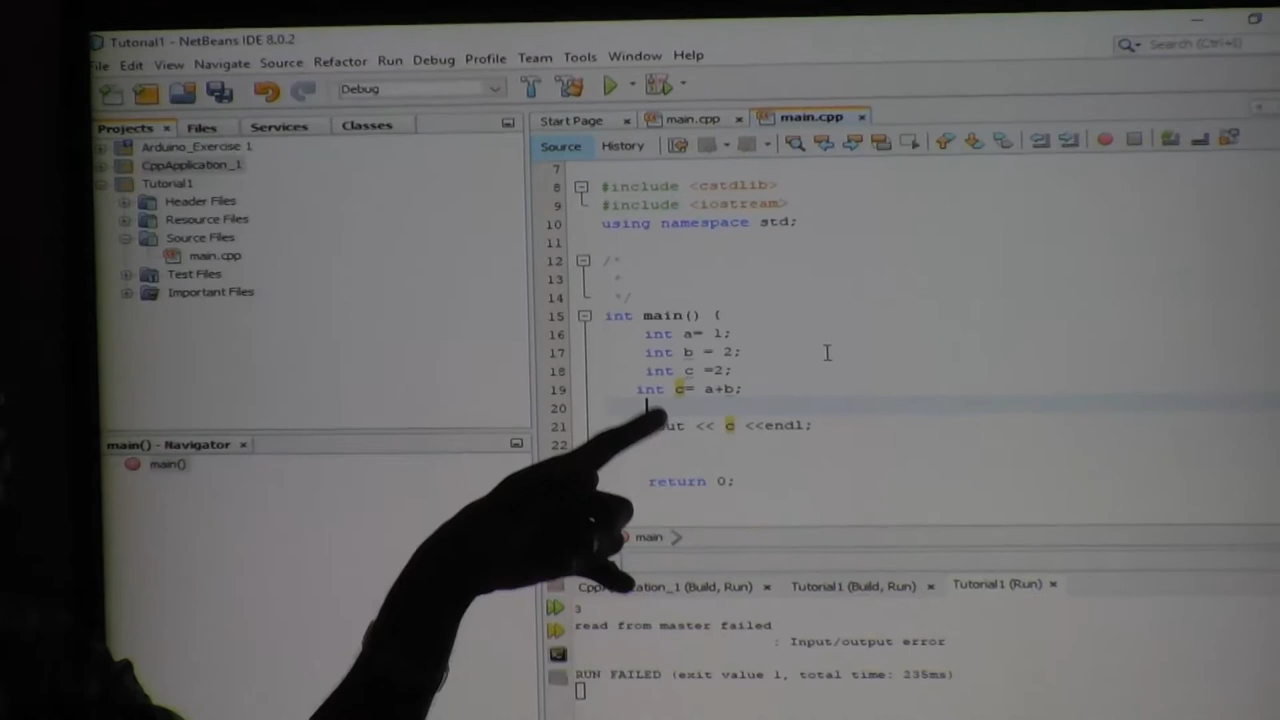 Tutorial1 - NetBeans IDE 8.0.2
File Edit View Navigate Source Refactor Run Debug Profile Team Tools Window Help
Search (Ctrl+I)
Debug
Projects
Files
Services
Classes
Arduino_Exercise 1
CppApplication_1
Tutorial1
Header Files
Resource Files
Source Files
main.cpp
Test Files
Important Files
main() - Navigator
main()
Start Page
main.cpp
main.cpp
Source
History
7
8 #include <cstdlib>
9 #include <iostream>
10 using namespace std;
11
12 /*
13 *
14 */
15 int main() {
16 int a= 1;
17 int b = 2;
18 int c =2;
19 int c= a+b;
20
21 out << c <<endl;
22
return 0;
main
CppApplication_1 (Build, Run)
Tutorial1 (Build, Run)
Tutorial1 (Run)
3
read from master failed
: Input/output error
RUN FAILED (exit value 1, total time: 235ms)